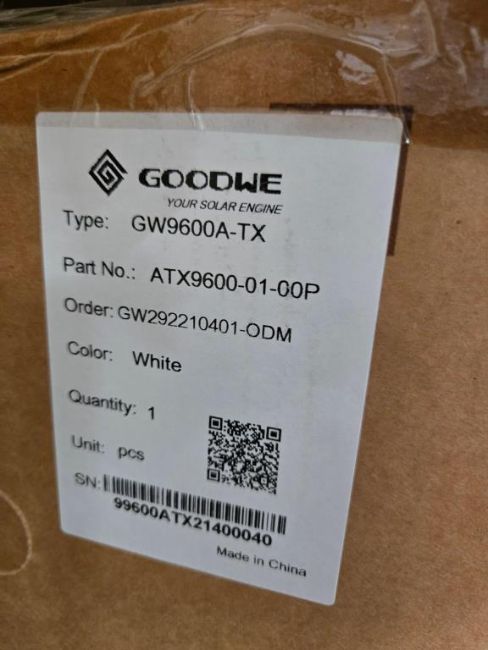 GOODWE
YOUR SOLAR ENGINE
Type: GW9600A-TX
Part No.: ATX9600-01-00P
Order: GW292210401-ODM
Color: White
Quantity: 1
Unit: pcs
SN:
99600ATX21400040
Made in China